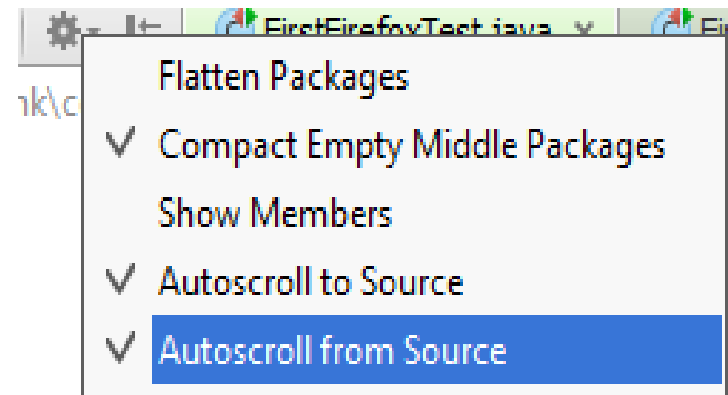 FirstFirefoxTest.java
Flatten Packages
Compact Empty Middle Packages
Show Members
Autoscroll to Source
Autoscroll from Source